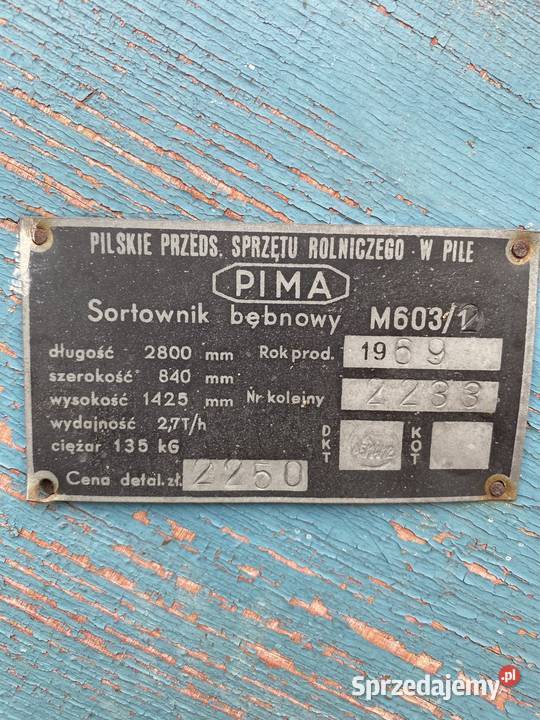 PILSKIE PRZEDS. SPRZĘTU ROLNICZEGO W PILE
PIMA
Sortownik bębnowy M603/2
długość 2800 mm Rok prod. 1969
szerokość 840 mm
wysokość 1425 mm Nr kolejny 2233
wydajność 2,7T/h
ciężar 135 kG
DKT KOT
Cena detal. zł. 2250
Sprzedajemy.pl